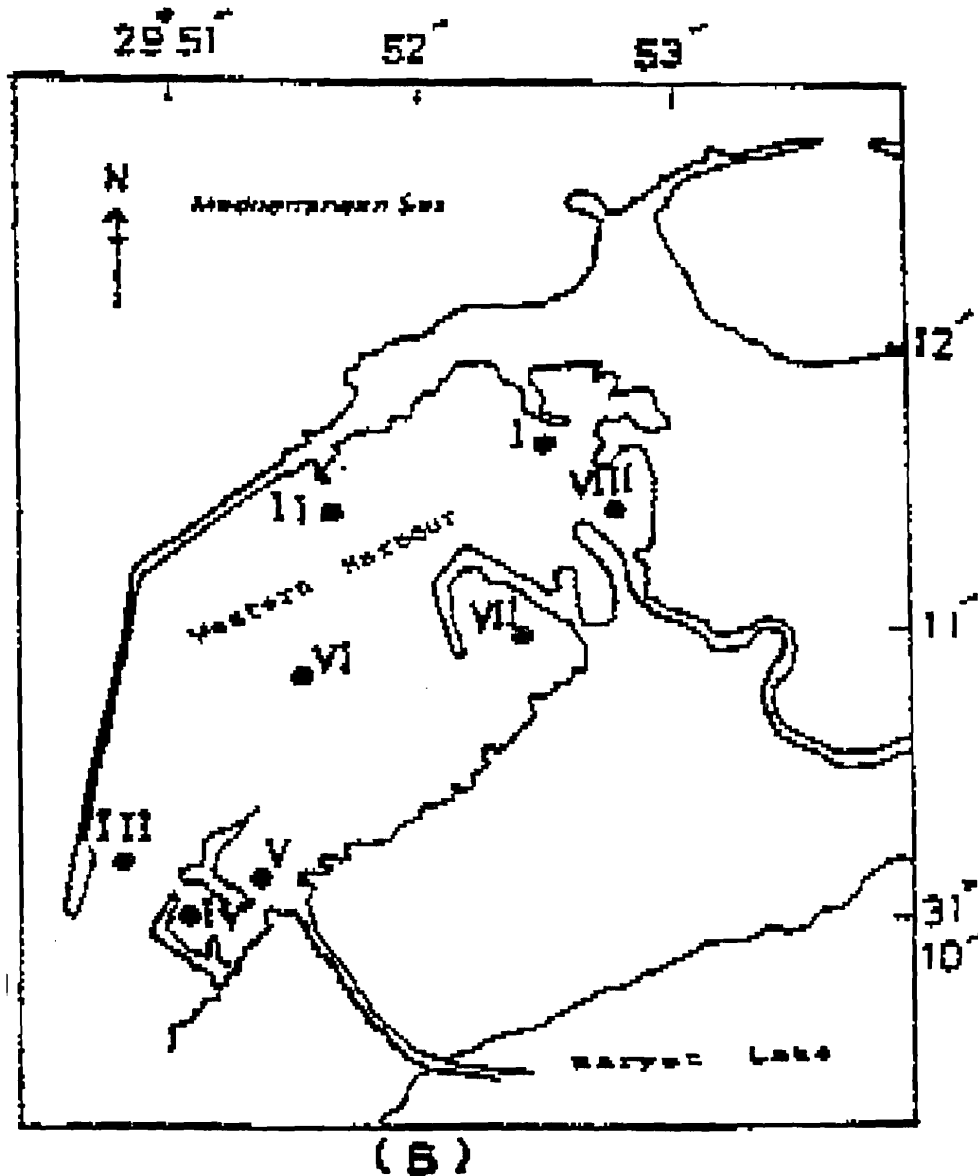 29° 51′ 52′ 53′
N
Mediterranean Sea
12′
I
VIII
II
Western Harbour
VII
11′
VI
III
V
IV
31°
10′
Maryut Lake
(B)